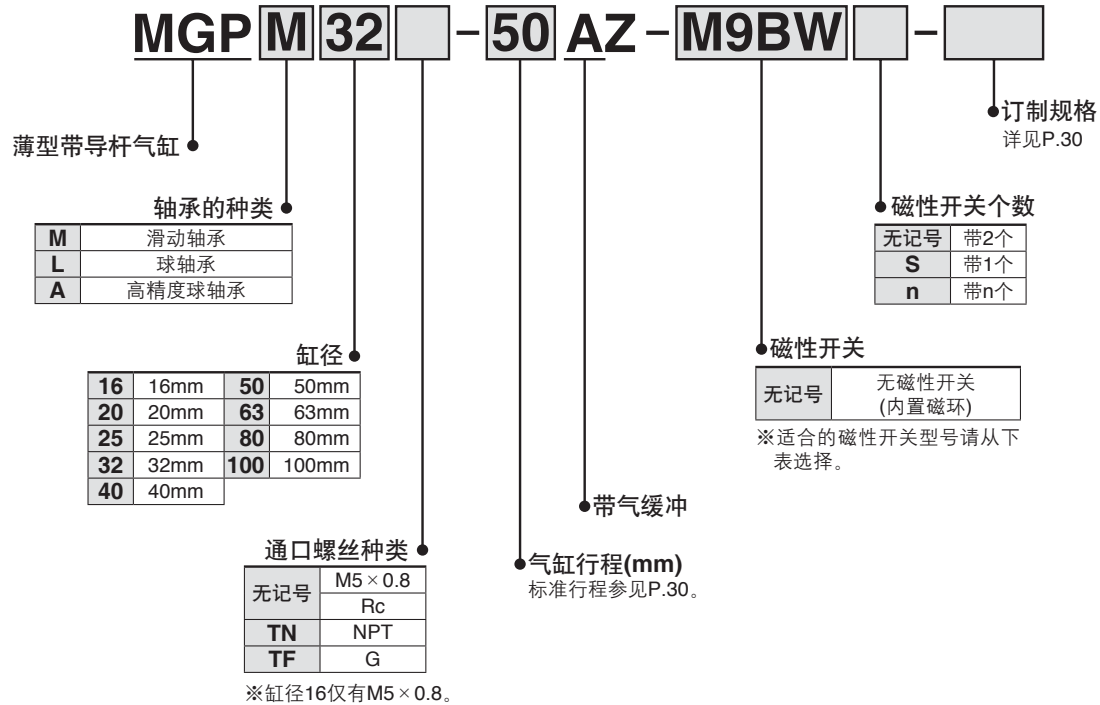 MGP M 32 - 50 AZ - M9BW -
薄型带导杆气缸
轴承的种类
M 滑动轴承
L 球轴承
A 高精度球轴承
缸径
16 16mm 50 50mm
20 20mm 63 63mm
25 25mm 80 80mm
32 32mm 100 100mm
40 40mm
通口螺丝种类
无记号 M5×0.8
Rc
TN NPT
TF G
※缸径16仅有M5×0.8。
气缸行程(mm)
标准行程参见P.30。
带气缓冲
磁性开关
无记号 无磁性开关
(内置磁环)
※适合的磁性开关型号请从下
表选择。
磁性开关个数
无记号 带2个
S 带1个
n 带n个
订制规格
详见P.30